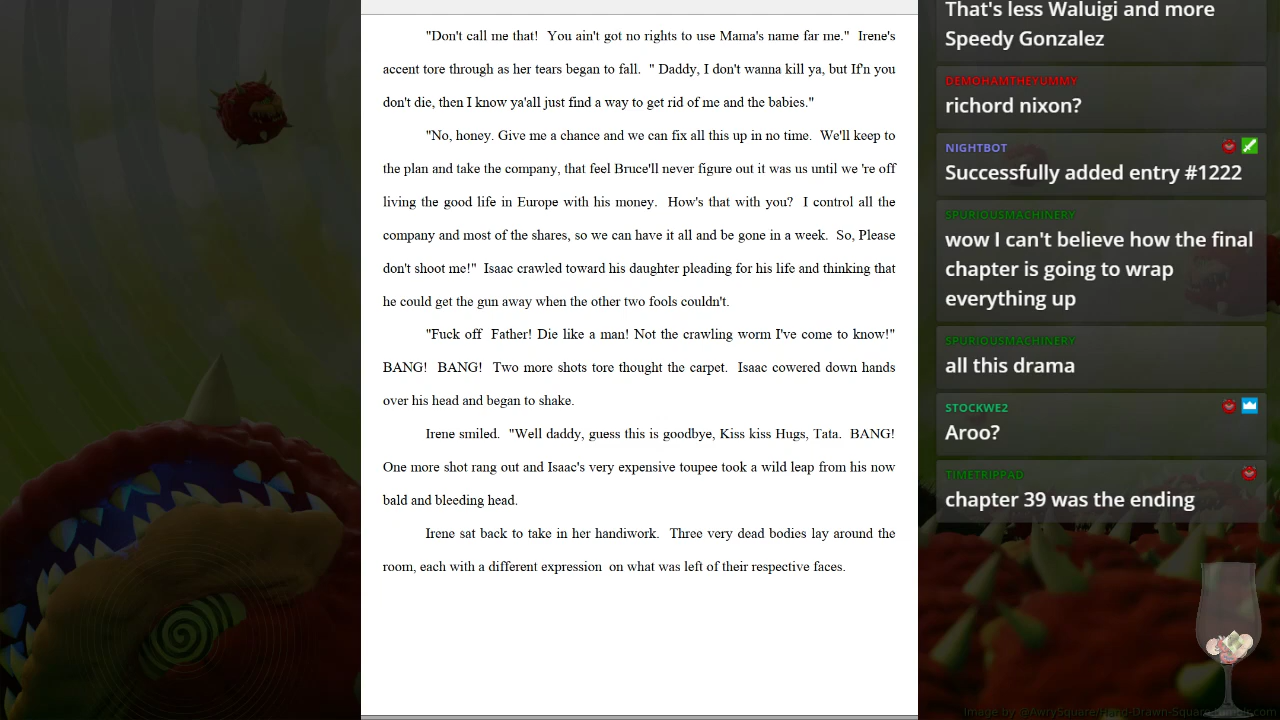 "Don't call me that!  You ain't got no rights to use Mama's name far me."  Irene's
accent tore through as her tears began to fall.  " Daddy, I don't wanna kill ya, but If'n you
don't die, then I know ya'all just find a way to get rid of me and the babies."
"No, honey. Give me a chance and we can fix all this up in no time.  We'll keep to
the plan and take the company, that feel Bruce'll never figure out it was us until we 're off
living the good life in Europe with his money.  How's that with you?  I control all the
company and most of the shares, so we can have it all and be gone in a week.  So, Please
don't shoot me!"  Isaac crawled toward his daughter pleading for his life and thinking that
he could get the gun away when the other two fools couldn't.
"Fuck off  Father! Die like a man! Not the crawling worm I've come to know!"
BANG!  BANG!  Two more shots tore thought the carpet.  Isaac cowered down hands
over his head and began to shake.
Irene smiled.  "Well daddy, guess this is goodbye, Kiss kiss Hugs, Tata.  BANG!
One more shot rang out and Isaac's very expensive toupee took a wild leap from his now
bald and bleeding head.
Irene sat back to take in her handiwork.  Three very dead bodies lay around the
room, each with a different expression  on what was left of their respective faces.
That's less Waluigi and more
Speedy Gonzalez
DEMOHAMTHEYUMMY
richord nixon?
NIGHTBOT
Successfully added entry #1222
SPURIOUSMACHINERY
wow I can't believe how the final
chapter is going to wrap
everything up
SPURIOUSMACHINERY
all this drama
STOCKWE2
Aroo?
TIMETRIPPAD
chapter 39 was the ending